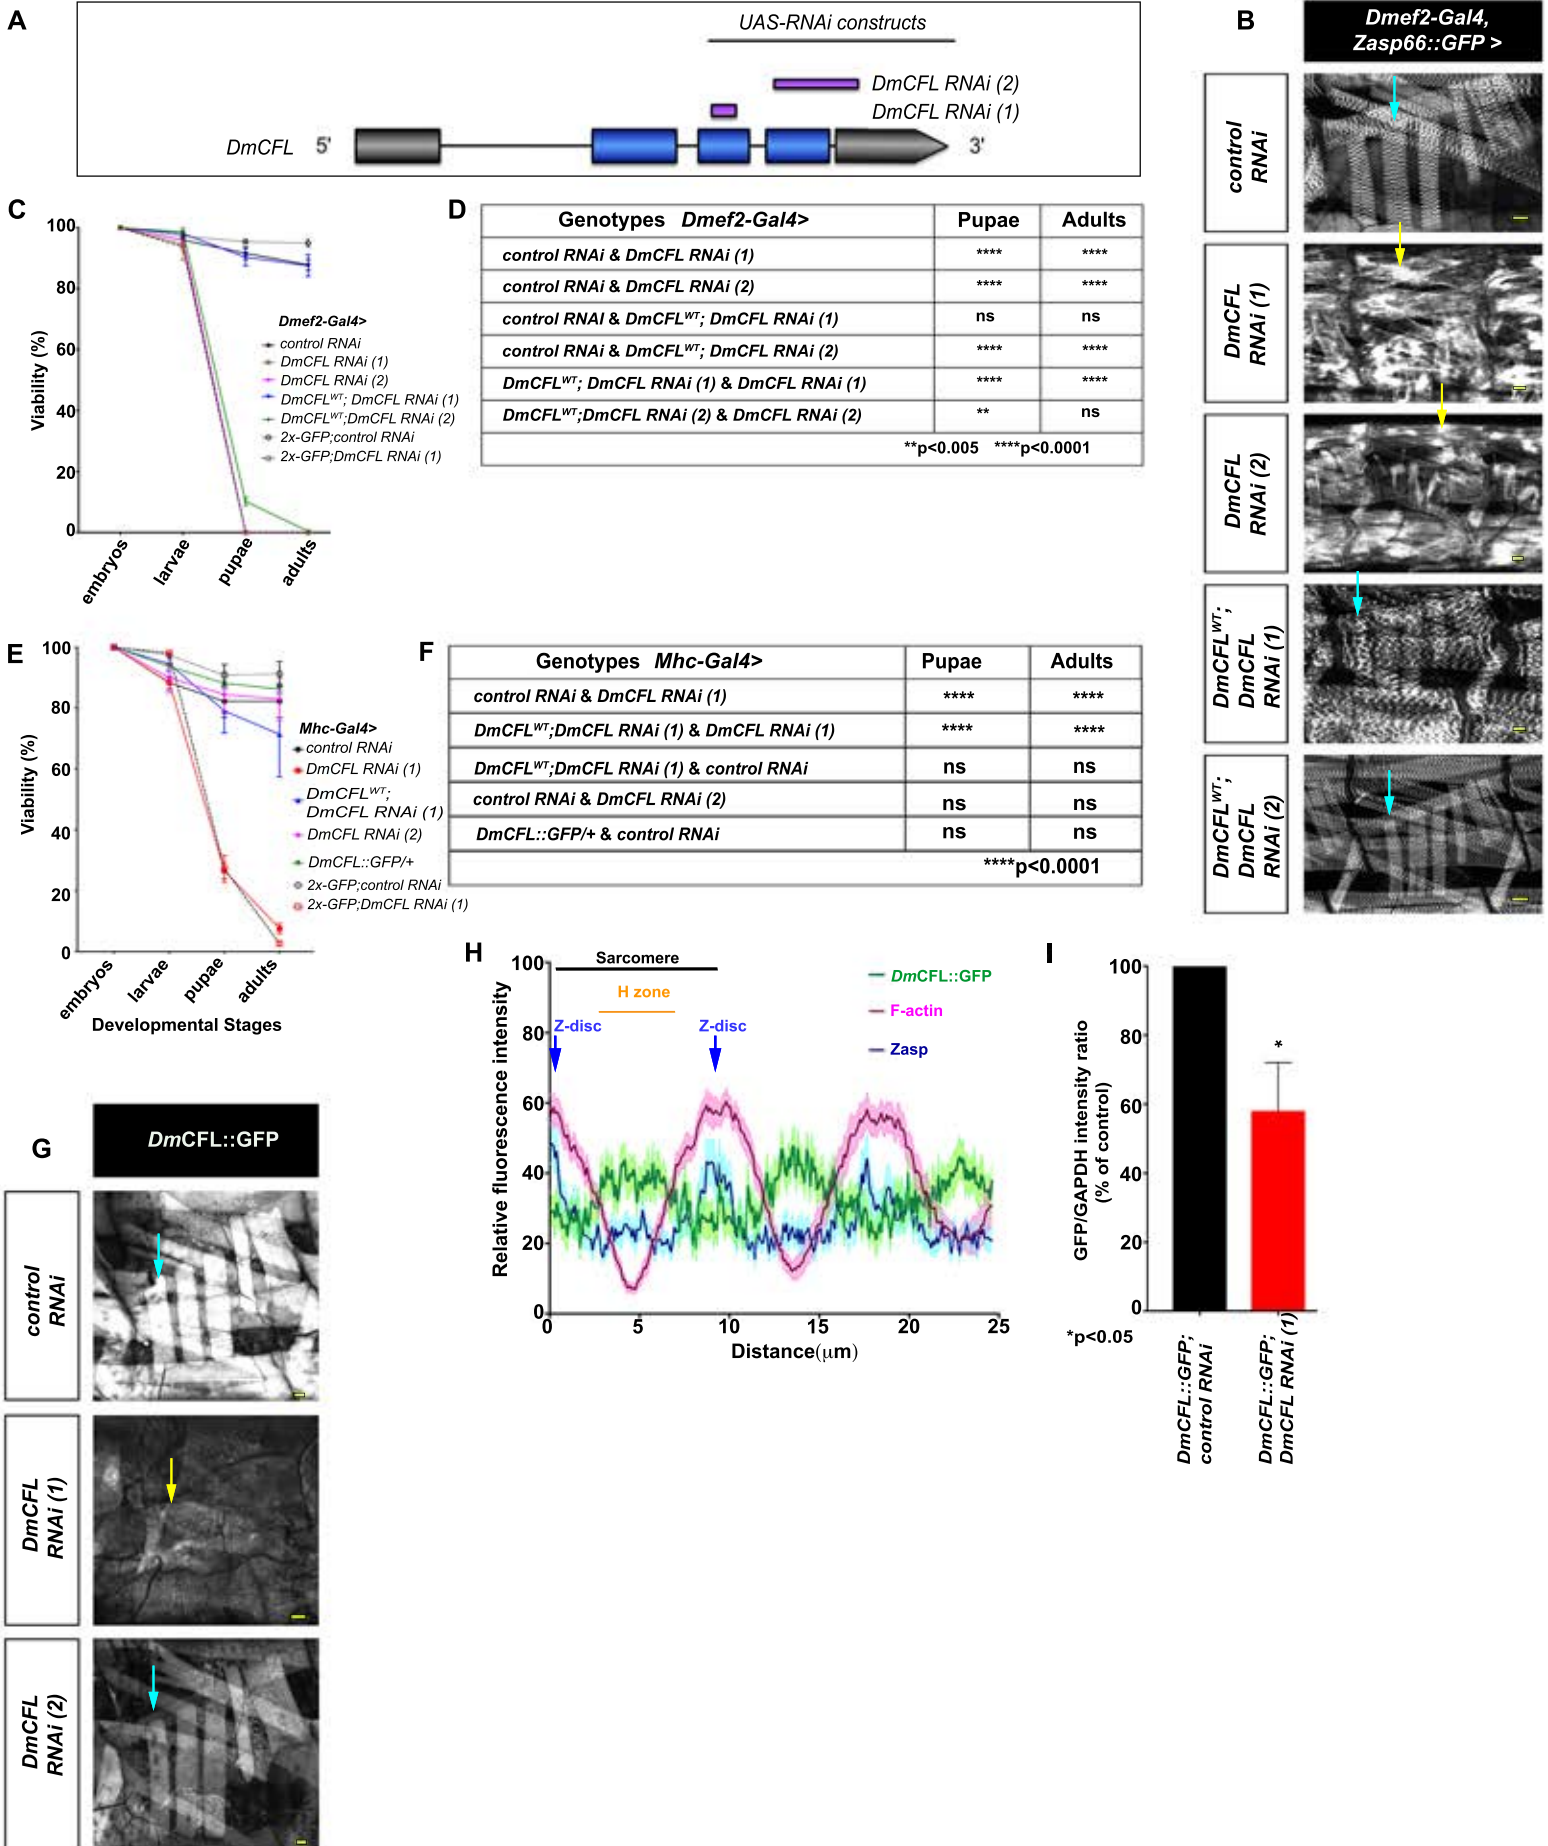 A
UAS-RNAi constructs
DmCFL RNAi (2)
DmCFL RNAi (1)
DmCFL
5'
3'
B
Dmef2-Gal4,
Zasp66::GFP >
control
RNAi
DmCFL
RNAi (1)
DmCFL
RNAi (2)
DmCFLWT;
DmCFL
RNAi (1)
DmCFLWT;
DmCFL
RNAi (2)
C
Viability (%)
100
80
60
40
20
0
embryos
larvae
pupae
adults
Dmef2-Gal4>
control RNAi
DmCFL RNAi (1)
DmCFL RNAi (2)
DmCFLWT; DmCFL RNAi (1)
DmCFLWT;DmCFL RNAi (2)
2x-GFP;control RNAi
2x-GFP;DmCFL RNAi (1)
D
Genotypes Dmef2-Gal4> Pupae Adults
control RNAi & DmCFL RNAi (1) **** ****
control RNAi & DmCFL RNAi (2) **** ****
control RNAI & DmCFLWT; DmCFL RNAi (1) ns ns
control RNAi & DmCFLWT; DmCFL RNAi (2) **** ****
DmCFLWT; DmCFL RNAi (1) & DmCFL RNAi (1) **** ****
DmCFLWT;DmCFL RNAi (2) & DmCFL RNAi (2) ** ns
**p<0.005 ****p<0.0001
E
Viability (%)
100
80
60
40
20
0
embryos
larvae
pupae
adults
Developmental Stages
Mhc-Gal4>
control RNAi
DmCFL RNAi (1)
DmCFLWT;
DmCFL RNAi (1)
DmCFL RNAi (2)
DmCFL::GFP/+
2x-GFP;control RNAi
2x-GFP;DmCFL RNAi (1)
F
Genotypes Mhc-Gal4> Pupae Adults
control RNAi & DmCFL RNAi (1) **** ****
DmCFLWT;DmCFL RNAi (1) & DmCFL RNAi (1) **** ****
DmCFLWT;DmCFL RNAi (1) & control RNAi ns ns
control RNAi & DmCFL RNAi (2) ns ns
DmCFL::GFP/+ & control RNAi ns ns
****p<0.0001
G
DmCFL::GFP
control
RNAi
DmCFL
RNAi (1)
DmCFL
RNAi (2)
H
Relative fluorescence intensity
100
80
60
40
20
0
Sarcomere
H zone
Z-disc
Z-disc
DmCFL::GFP
F-actin
Zasp
0 5 10 15 20 25
Distance(μm)
I
GFP/GAPDH intensity ratio
(% of control)
100
80
60
40
20
0
*
*p<0.05
DmCFL::GFP;
control RNAi
DmCFL::GFP;
DmCFL RNAi (1)